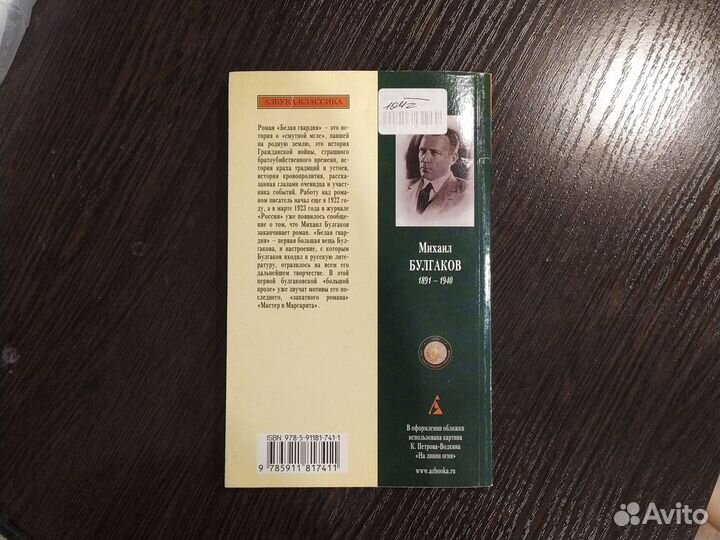 АЗБУКА-КЛАССИКА
Роман «Белая гвардия» – это ис-
тория о «смутной мгле», павшей
на родную землю, это история
Гражданской войны, страшного
братоубийственного времени, история
краха традиций и устоев,
история кровопролития, расска-
занная глазами очевидца и участ-
ника событий. Работу над рома-
ном писатель начал еще в 1922 го-
ду, а в марте 1923 года в журнале
«Россия» уже появилось сообще-
ние о том, что Михаил Булгаков
заканчивает роман. «Белая гвар-
дия» – первая большая вещь Бул-
гакова, и настроение, с которым
Булгаков входил в русскую ли-
тературу, отразилось на всем его
дальнейшем творчестве. В этой
первой булгаковской «большой
прозе» уже звучат мотивы его по-
следнего, «закатного романа»
«Мастер и Маргарита».
ISBN 978-5-91181-741-1
9 785911 817411
Михаил
БУЛГАКОВ
1891 – 1940
В оформлении обложки
использована картина
К. Петрова-Водкина
«На линии огня»
www.azbooka.ru
Avito